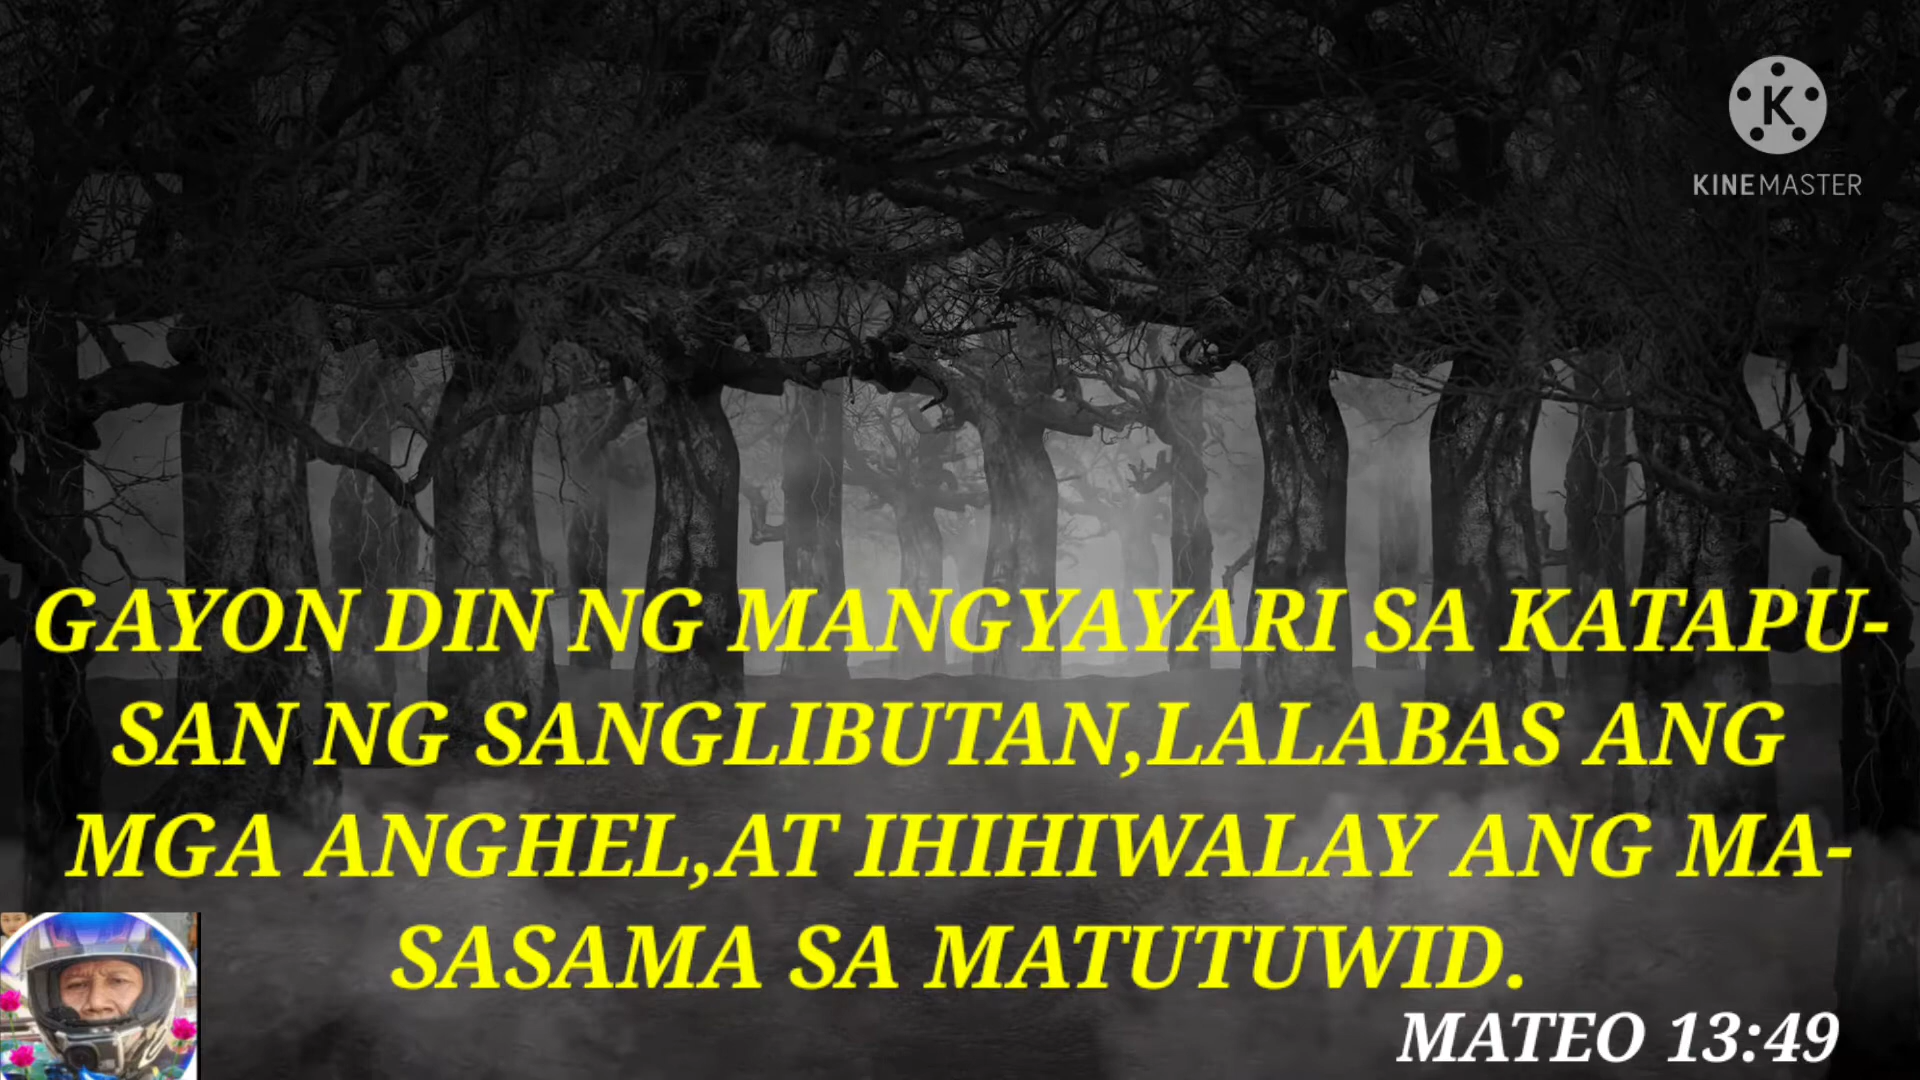 K
KINEMASTER
GAYON DIN NG MANGYAYARI SA KATAPU-
SAN NG SANGLIBUTAN,LALABAS ANG
MGA ANGHEL,AT IHIHIWALAY ANG MA-
SASAMA SA MATUTUWID.
MATEO 13:49